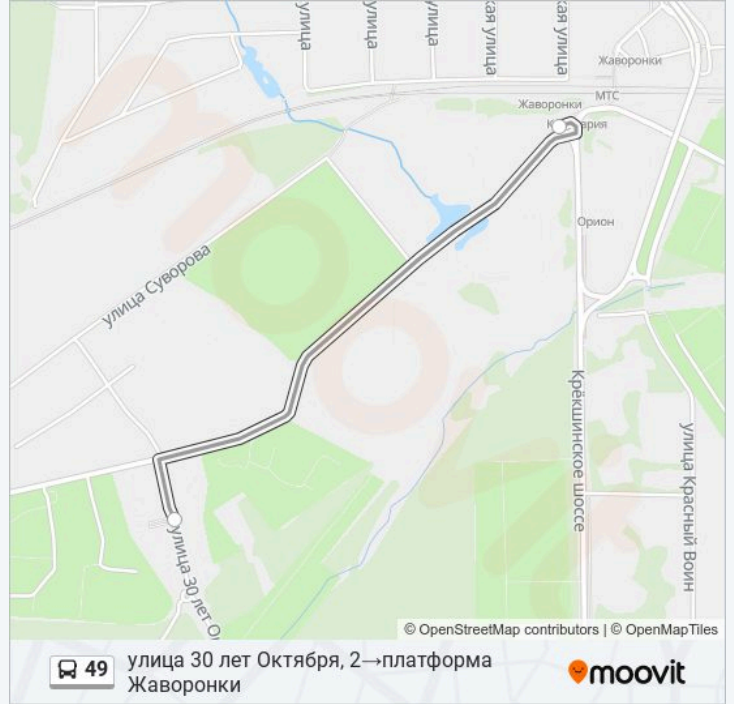 улица
улица
улица
кая улица
кая улица
Жаворонки
МТС
Жаворонки
Орион
улица Суворова
Крёкшинское шоссе
улица Красный Воин
улица 30 лет О
© OpenStreetMap contributors | © OpenMapTiles
49
улица 30 лет Октября, 2→платформа
Жаворонки
moovit